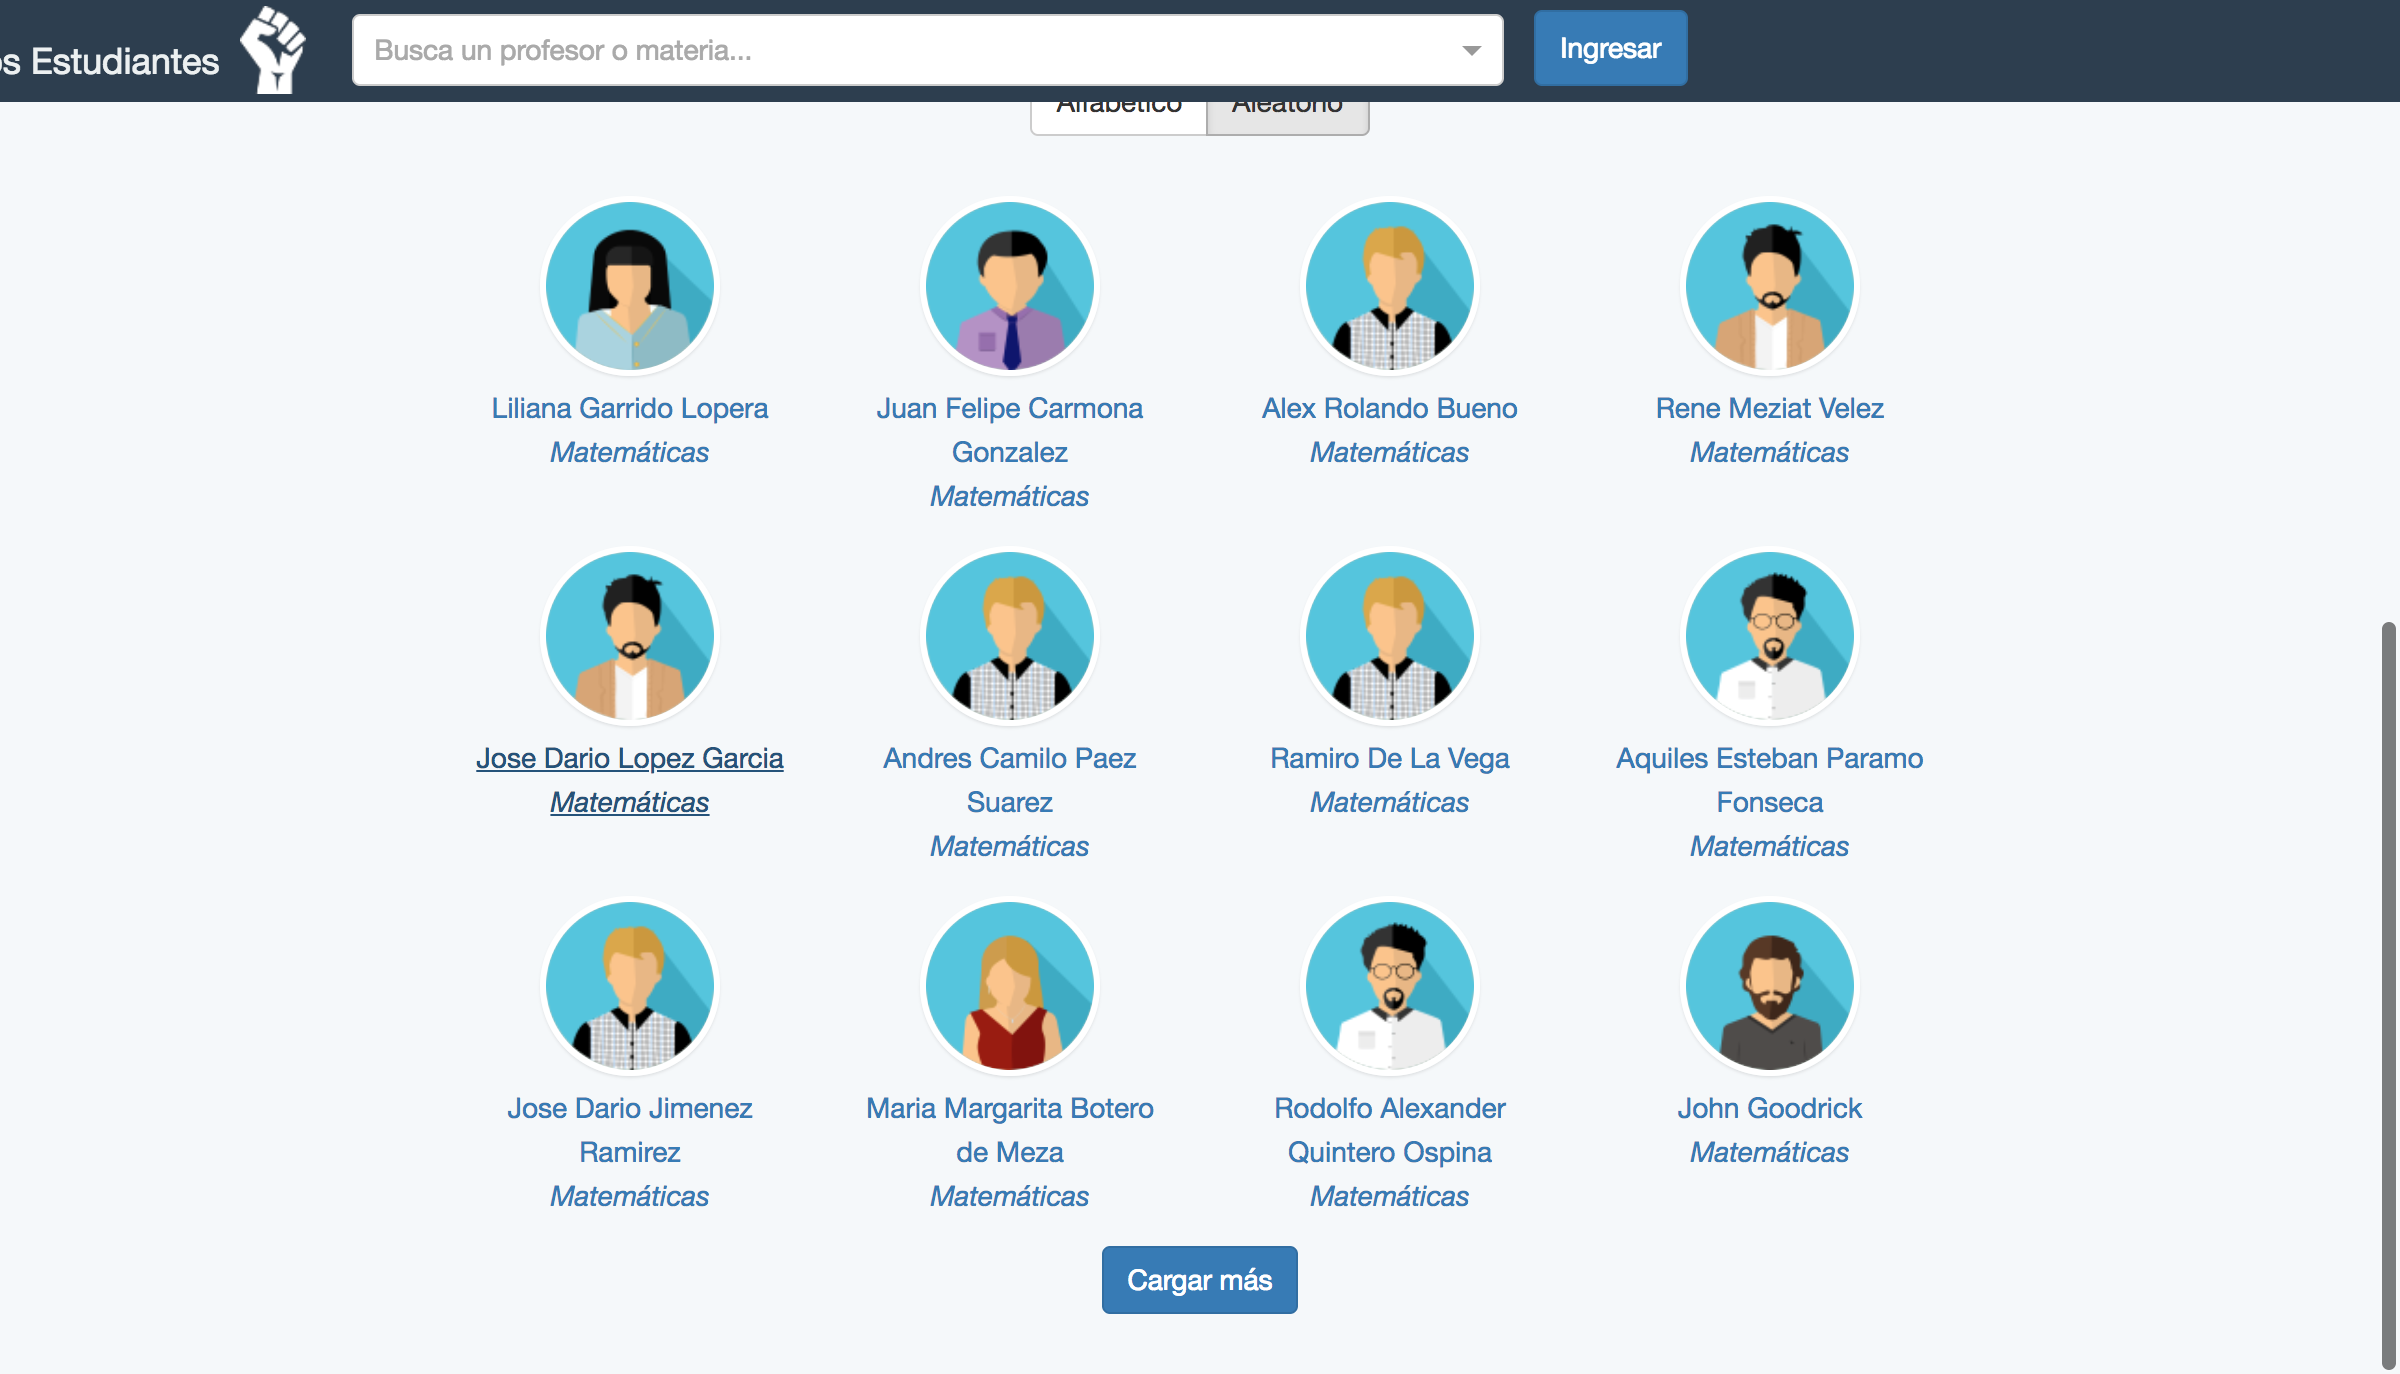 os Estudiantes
Busca un profesor o materia...
Ingresar
Alfabético
Aleatorio
Liliana Garrido Lopera
Matemáticas
Juan Felipe Carmona
Gonzalez
Matemáticas
Alex Rolando Bueno
Matemáticas
Rene Meziat Velez
Matemáticas
Jose Dario Lopez Garcia
Matemáticas
Andres Camilo Paez
Suarez
Matemáticas
Ramiro De La Vega
Matemáticas
Aquiles Esteban Paramo
Fonseca
Matemáticas
Jose Dario Jimenez
Ramirez
Matemáticas
Maria Margarita Botero
de Meza
Matemáticas
Rodolfo Alexander
Quintero Ospina
Matemáticas
John Goodrick
Matemáticas
Cargar más